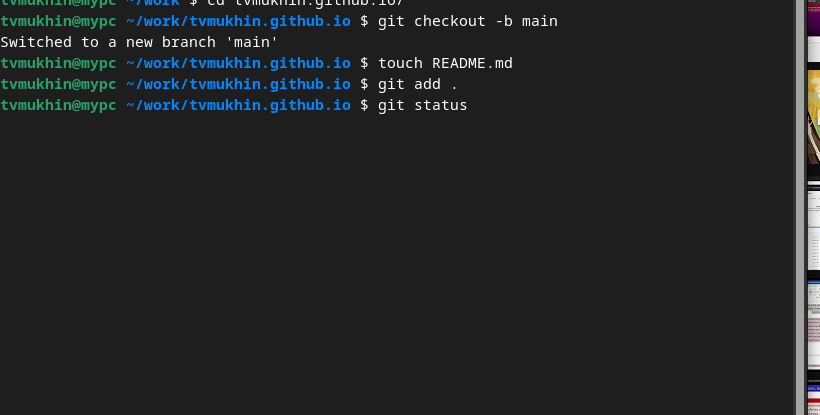 tvmukhin@mypc ~/work $ cd tvmukhin.github.io/
tvmukhin@mypc ~/work/tvmukhin.github.io $ git checkout -b main
Switched to a new branch 'main'
tvmukhin@mypc ~/work/tvmukhin.github.io $ touch README.md
tvmukhin@mypc ~/work/tvmukhin.github.io $ git add .
tvmukhin@mypc ~/work/tvmukhin.github.io $ git status